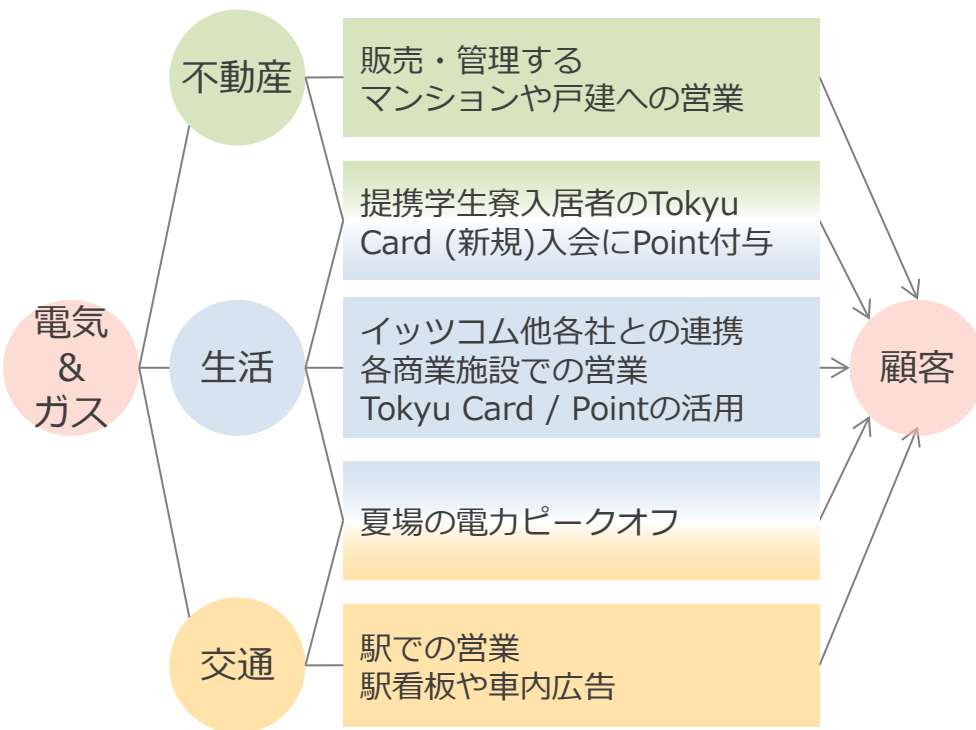 不動産
販売・管理する
マンションや戸建への営業
提携学生寮入居者のTokyu
Card (新規)入会にPoint付与
電気
&
ガス
生活
イッツコム他各社との連携
各商業施設での営業
Tokyu Card / Pointの活用
顧客
夏場の電力ピークオフ
交通
駅での営業
駅看板や車内広告